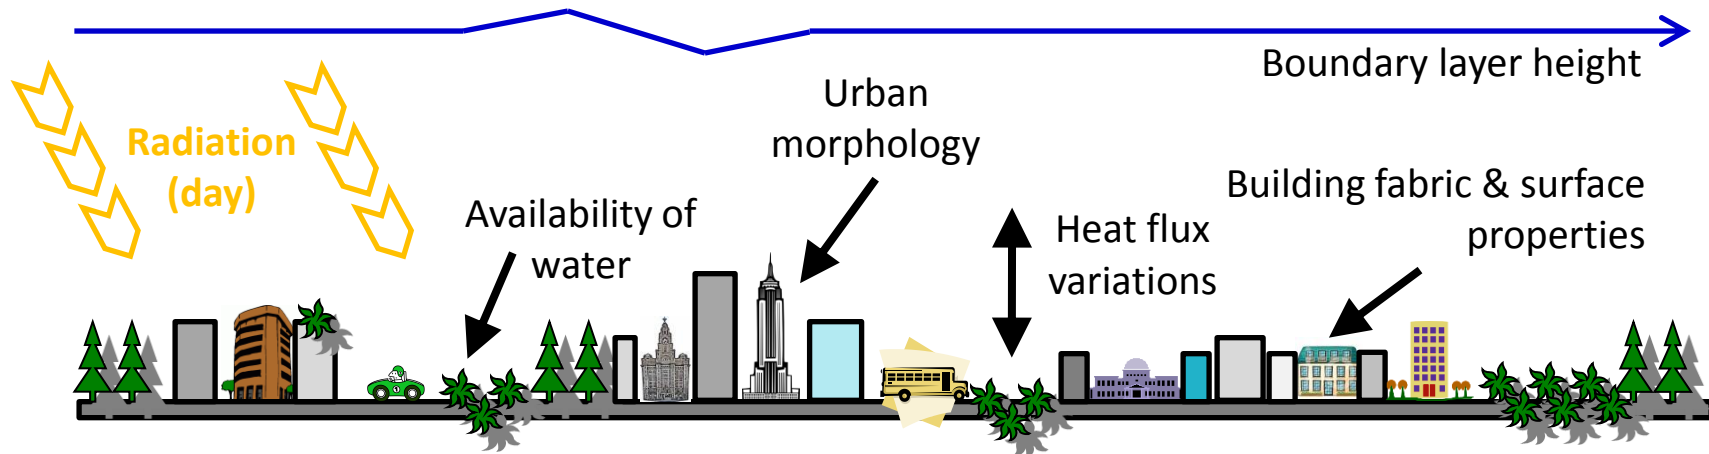 Boundary layer height
Urban
morphology
Radiation
(day)
Building fabric & surface
properties
Availability of
water
Heat flux
variations